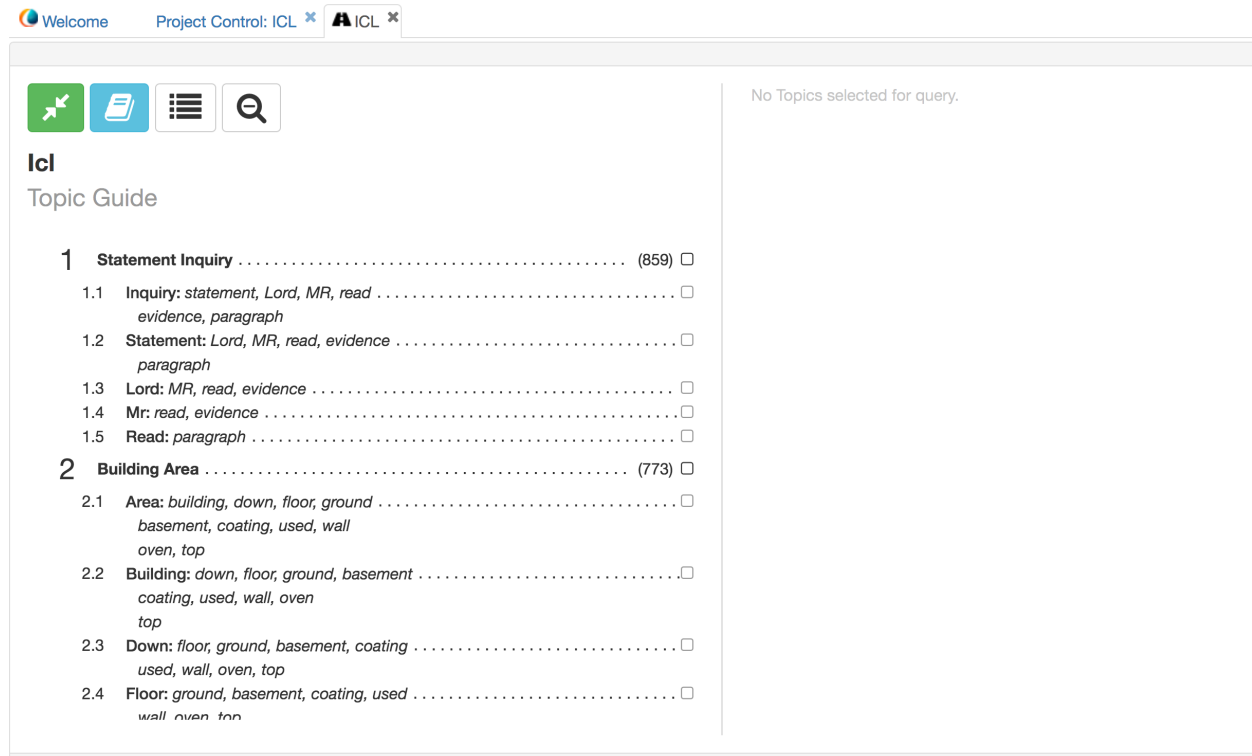 Welcome Project Control: ICL ICL
No Topics selected for query.
Icl
Topic Guide
1 Statement Inquiry ............................................ (859)
1.1 Inquiry: statement, Lord, MR, read ..................................
evidence, paragraph
1.2 Statement: Lord, MR, read, evidence ................................
paragraph
1.3 Lord: MR, read, evidence .........................................
1.4 Mr: read, evidence ...............................................
1.5 Read: paragraph ................................................
2 Building Area ................................................ (773)
2.1 Area: building, down, floor, ground ..................................
basement, coating, used, wall
oven, top
2.2 Building: down, floor, ground, basement ..............................
coating, used, wall, oven
top
2.3 Down: floor, ground, basement, coating ..............................
used, wall, oven, top
2.4 Floor: ground, basement, coating, used ..............................
wall, oven, top